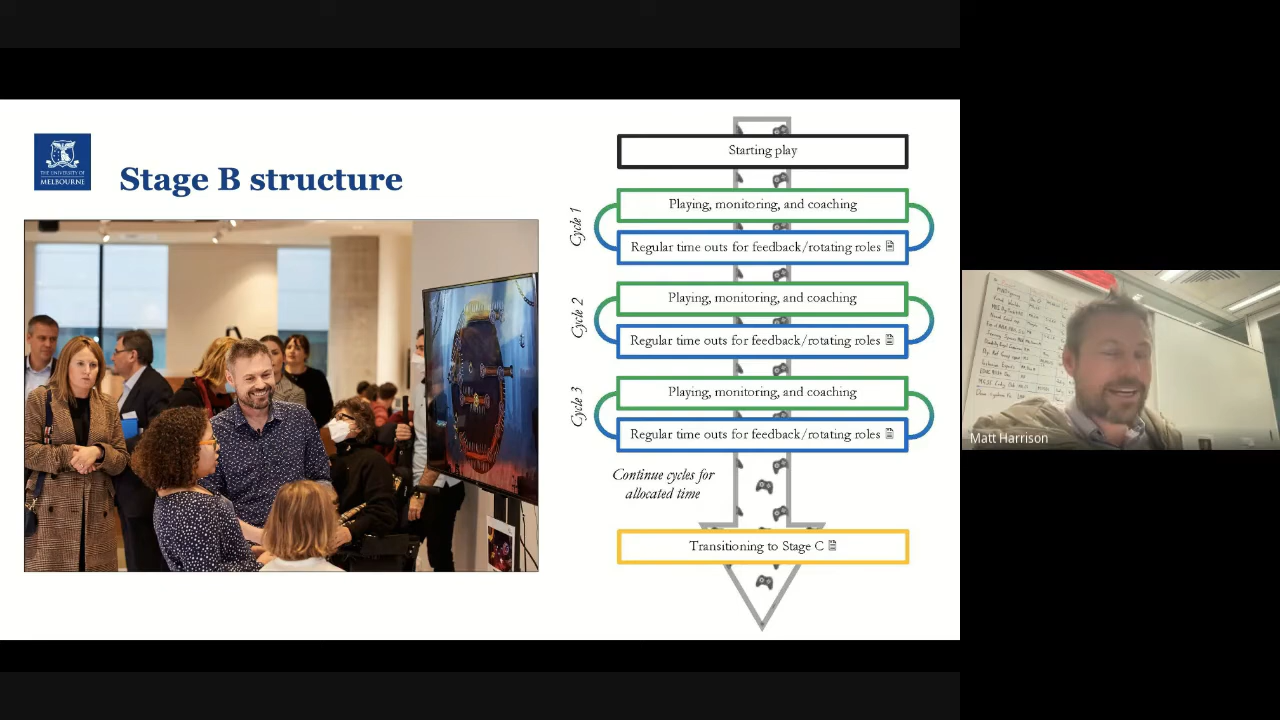 THE UNIVERSITY OF
MELBOURNE
Stage B structure
Starting play
Cycle 1
Playing, monitoring, and coaching
Regular time outs for feedback/rotating roles
Cycle 2
Playing, monitoring, and coaching
Regular time outs for feedback/rotating roles
Cycle 3
Playing, monitoring, and coaching
Regular time outs for feedback/rotating roles
Continue cycles for
allocated time
Transitioning to Stage C
Matt Harrison